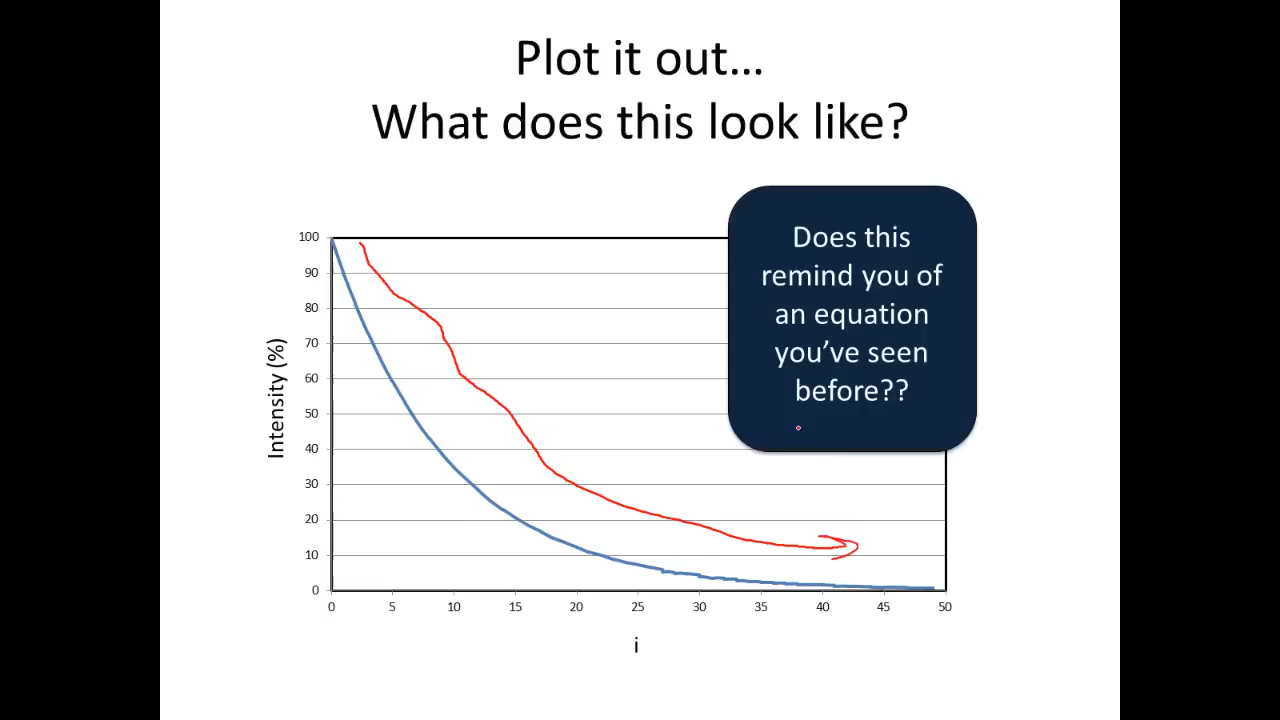 Plot it out…
What does this look like?
Does this
remind you of
an equation
you’ve seen
before??
Intensity (%)
100
90
80
70
60
50
40
30
20
10
0
0 5 10 15 20 25 30 35 40 45 50
i